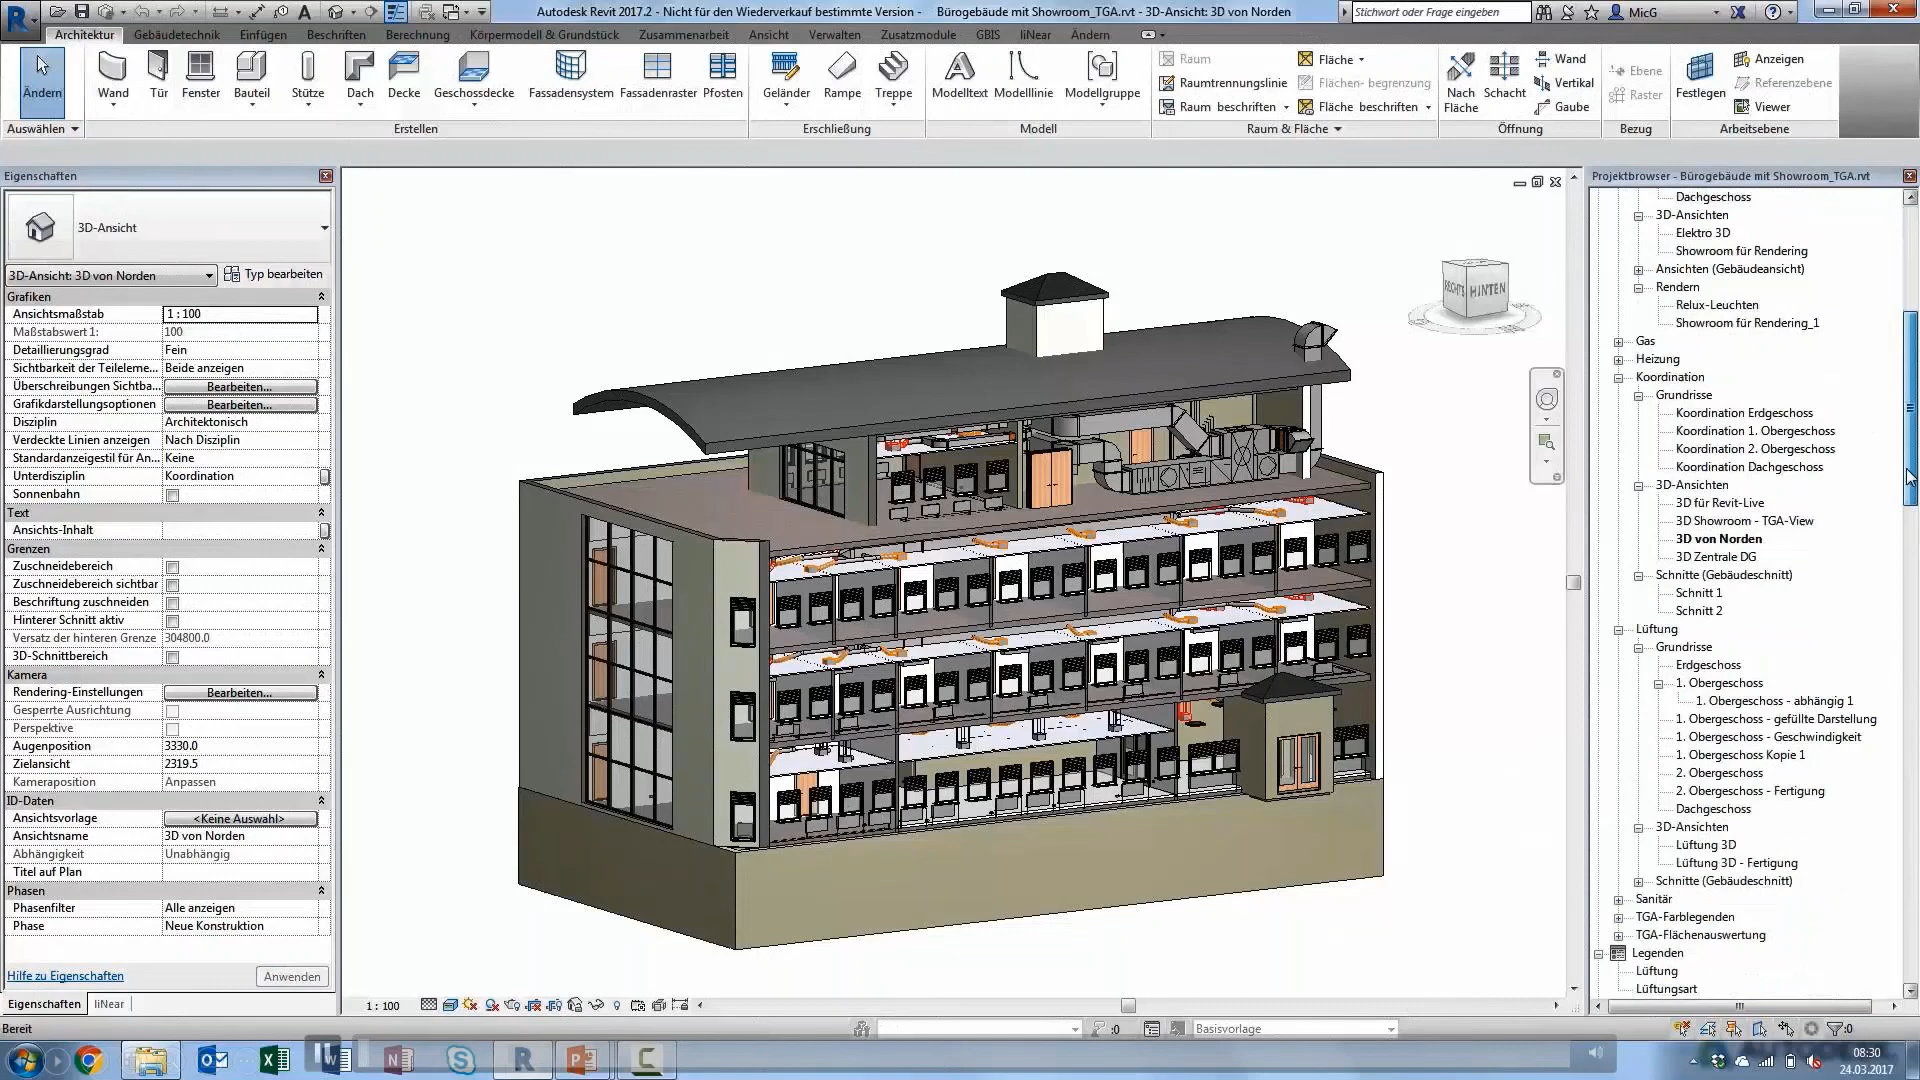 Autodesk Revit 2017.2 - Nicht für den Wiederverkauf bestimmte Version - Bürogebäude mit Showroom_TGA.rvt - 3D-Ansicht: 3D von Norden
Stichwort oder Frage eingeben
MicG
Architektur Gebäudetechnik Einfügen Beschriften Berechnung Körpermodell & Grundstück Zusammenarbeit Ansicht Verwalten Zusatzmodule GBIS liNear Ändern
Ändern Wand Tür Fenster Bauteil Stütze Dach Decke Geschossdecke Fassadensystem Fassadenraster Pfosten Geländer Rampe Treppe Modelltext Modelllinie Modellgruppe
Raum
Raumtrennungslinie
Raum beschriften
Fläche
Flächen- begrenzung
Fläche beschriften
Nach Fläche
Schacht
Wand
Vertikal
Gaube
Ebene
Raster
Festlegen
Anzeigen
Referenzebene
Viewer
Auswählen Erstellen Erschließung Modell Raum & Fläche Öffnung Bezug Arbeitsebene
Eigenschaften
3D-Ansicht
3D-Ansicht: 3D von Norden Typ bearbeiten
Grafiken
Ansichtsmaßstab 1 : 100
Maßstabswert 1: 100
Detaillierungsgrad Fein
Sichtbarkeit der Teileleme... Beide anzeigen
Überschreibungen Sichtba... Bearbeiten...
Grafikdarstellungsoptionen Bearbeiten...
Disziplin Architektonisch
Verdeckte Linien anzeigen Nach Disziplin
Standardanzeigestil für An... Keine
Unterdisziplin Koordination
Sonnenbahn
Text
Ansichts-Inhalt
Grenzen
Zuschneidebereich
Zuschneidebereich sichtbar
Beschriftung zuschneiden
Hinterer Schnitt aktiv
Versatz der hinteren Grenze 304800.0
3D-Schnittbereich
Kamera
Rendering-Einstellungen Bearbeiten...
Gesperrte Ausrichtung
Perspektive
Augenposition 3330.0
Zielansicht 2319.5
Kameraposition Anpassen
ID-Daten
Ansichtsvorlage <Keine Auswahl>
Ansichtsname 3D von Norden
Abhängigkeit Unabhängig
Titel auf Plan
Phasen
Phasenfilter Alle anzeigen
Phase Neue Konstruktion
Hilfe zu Eigenschaften Anwenden
Eigenschaften liNear
RECHTS HINTEN
Projektbrowser - Bürogebäude mit Showroom_TGA.rvt
Dachgeschoss
3D-Ansichten
Elektro 3D
Showroom für Rendering
Ansichten (Gebäudeansicht)
Rendern
Relux-Leuchten
Showroom für Rendering_1
Gas
Heizung
Koordination
Grundrisse
Koordination Erdgeschoss
Koordination 1. Obergeschoss
Koordination 2. Obergeschoss
Koordination Dachgeschoss
3D-Ansichten
3D für Revit-Live
3D Showroom - TGA-View
3D von Norden
3D Zentrale DG
Schnitte (Gebäudeschnitt)
Schnitt 1
Schnitt 2
Lüftung
Grundrisse
Erdgeschoss
1. Obergeschoss
1. Obergeschoss - abhängig 1
1. Obergeschoss - gefüllte Darstellung
1. Obergeschoss - Geschwindigkeit
1. Obergeschoss Kopie 1
2. Obergeschoss
2. Obergeschoss - Fertigung
Dachgeschoss
3D-Ansichten
Lüftung 3D
Lüftung 3D - Fertigung
Schnitte (Gebäudeschnitt)
Sanitär
TGA-Farblegenden
TGA-Flächenauswertung
Legenden
Lüftung
Lüftungsart
1 : 100
Bereit
:0
Basisvorlage
:0
08:30
24.03.2017